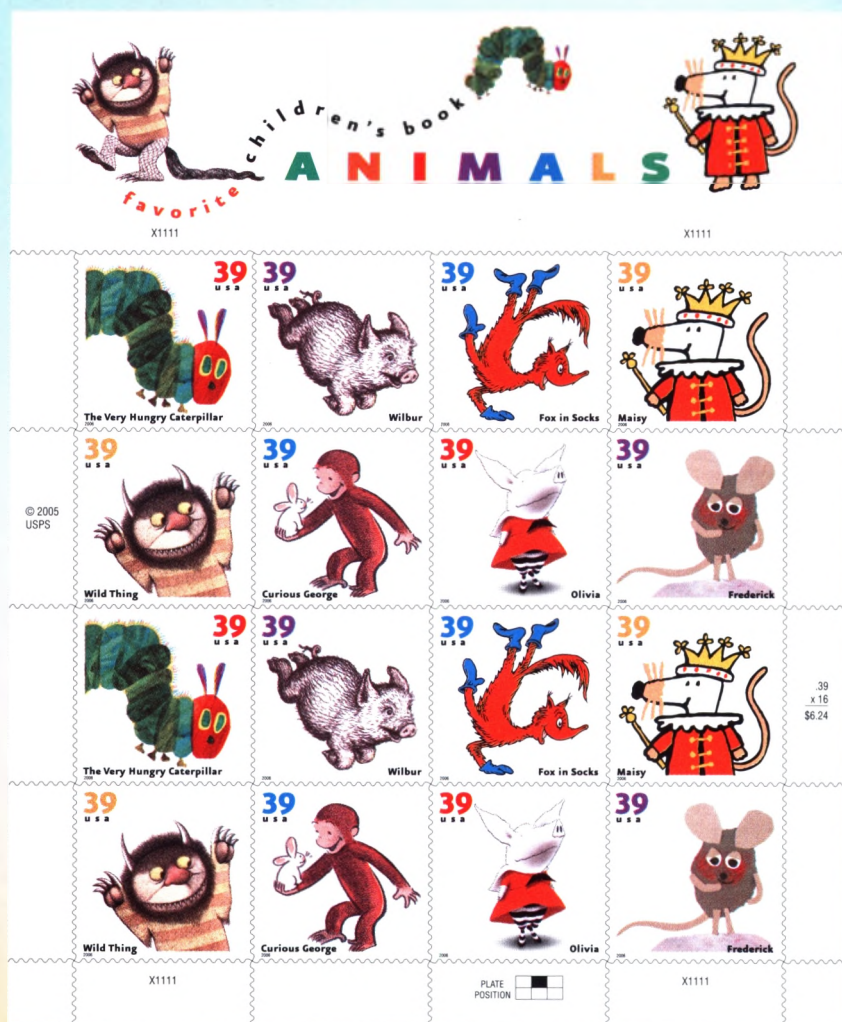 favorite children's book
ANIMALS
X1111 X1111
39 usa
The Very Hungry Caterpillar
2006
39 usa
Wilbur
2006
39 usa
Fox in Socks
2006
39 usa
Maisy
2006
© 2005
USPS
39 usa
Wild Thing
2006
39 usa
Curious George
2006
39 usa
Olivia
2006
39 usa
Frederick
2006
39 usa
The Very Hungry Caterpillar
2006
39 usa
Wilbur
2006
39 usa
Fox in Socks
2006
39 usa
Maisy
2006
.39
x 16
$6.24
39 usa
Wild Thing
2006
39 usa
Curious George
2006
39 usa
Olivia
2006
39 usa
Frederick
2006
X1111
PLATE
POSITION
X1111